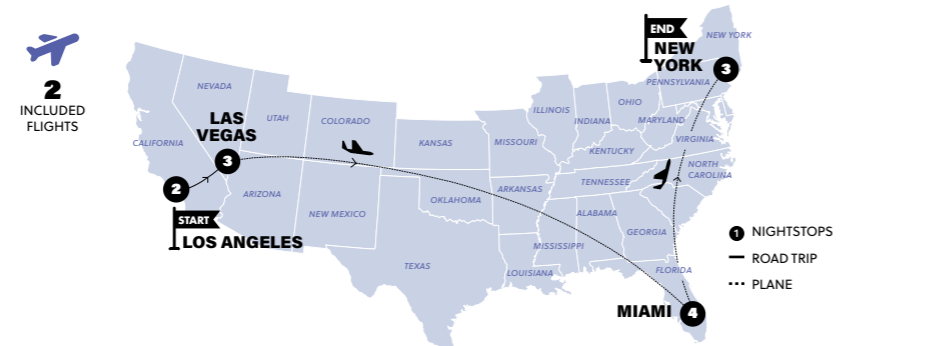 2
INCLUDED
FLIGHTS
END
NEW
YORK
3
NEW YORK
PENNSYLVANIA
NEVADA
UTAH
COLORADO
LAS
VEGAS
3
CALIFORNIA
KANSAS
MISSOURI
ILLINOIS
INDIANA
OHIO
MARYLAND
VIRGINIA
KENTUCKY
NORTH
CAROLINA
TENNESSEE
2
START
LOS ANGELES
ARIZONA
NEW MEXICO
OKLAHOMA
ARKANSAS
ALABAMA
GEORGIA
MISSISSIPPI
TEXAS
LOUISIANA
FLORIDA
MIAMI
4
1 NIGHTSTOPS
ROAD TRIP
PLANE